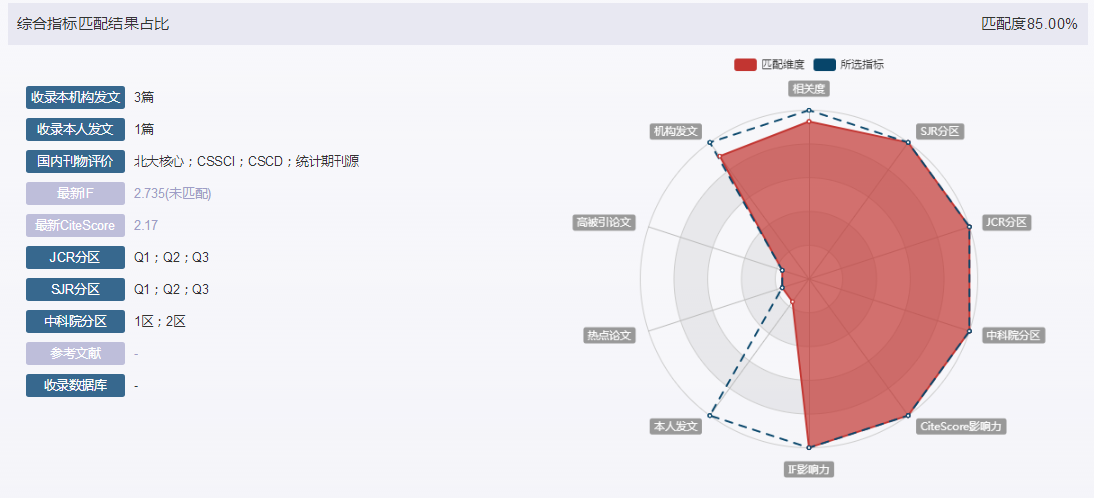 综合指标匹配结果占比 匹配度85.00%
匹配维度 所选指标
收录本机构发文 3篇
收录本人发文 1篇
国内刊物评价 北大核心；CSSCI；CSCD；统计期刊源
最新IF 2.735(未匹配)
最新CiteScore 2.17
JCR分区 Q1；Q2；Q3
SJR分区 Q1；Q2；Q3
中科院分区 1区；2区
参考文献 -
收录数据库 -
相关度
机构发文 SJR分区
高被引论文 JCR分区
热点论文 中科院分区
本人发文 CiteScore影响力
IF影响力